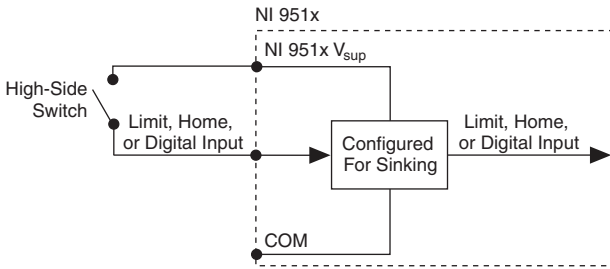 NI 951x
NI 951x Vsup
High-Side
Switch
Limit, Home,
or Digital Input
Configured
For Sinking
Limit, Home,
or Digital Input
COM